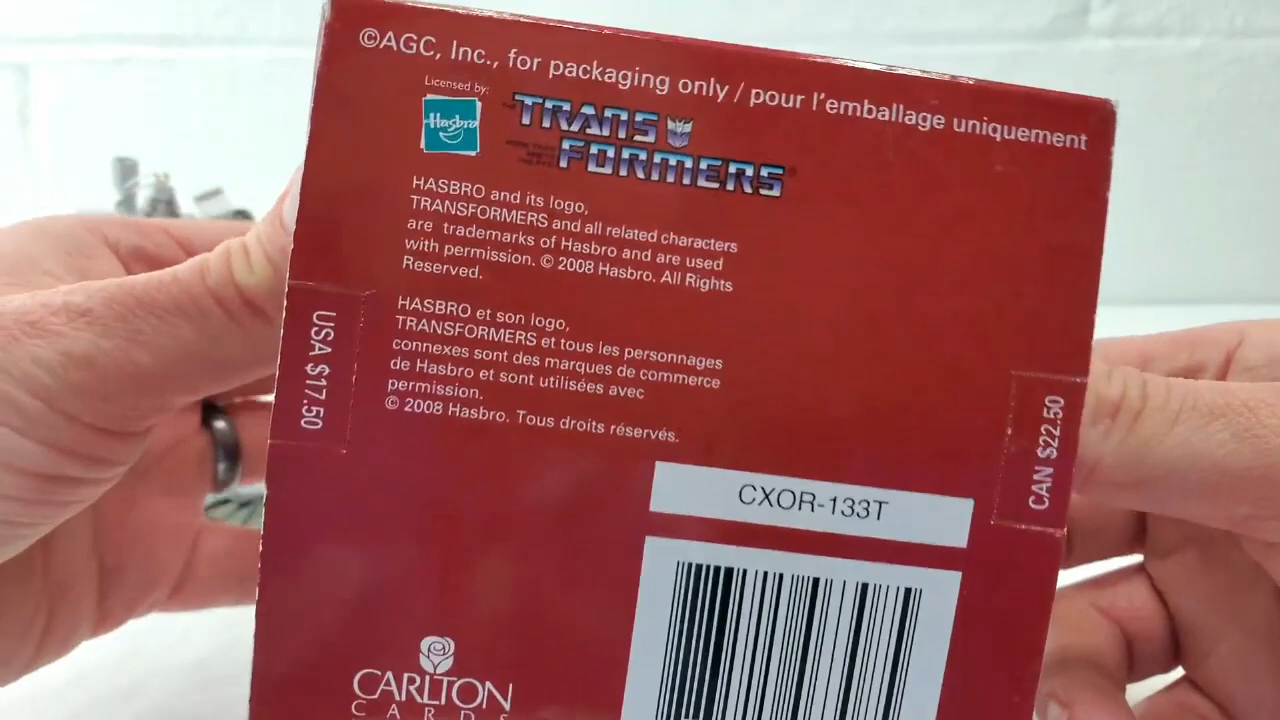 ©AGC, Inc., for packaging only / pour l'emballage uniquement
Licensed by:
Hasbro
THE TRANS
FORMERS
HASBRO and its logo,
TRANSFORMERS and all related characters
are trademarks of Hasbro and are used
with permission. © 2008 Hasbro. All Rights
Reserved.
HASBRO et son logo,
TRANSFORMERS et tous les personnages
connexes sont des marques de commerce
de Hasbro et sont utilisées avec
permission.
© 2008 Hasbro. Tous droits réservés.
USA $17.50
CAN $22.50
CXOR-133T
CARLTON
CARDS